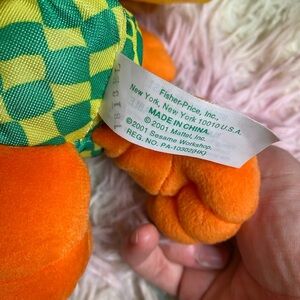 Fisher-Price, Inc.,
New York, New York 10010 U.S.A.
MADE IN CHINA.
©2001 Mattel, Inc.
©2001 Sesame Workshop.
REG. NO. PA-10302(HK)